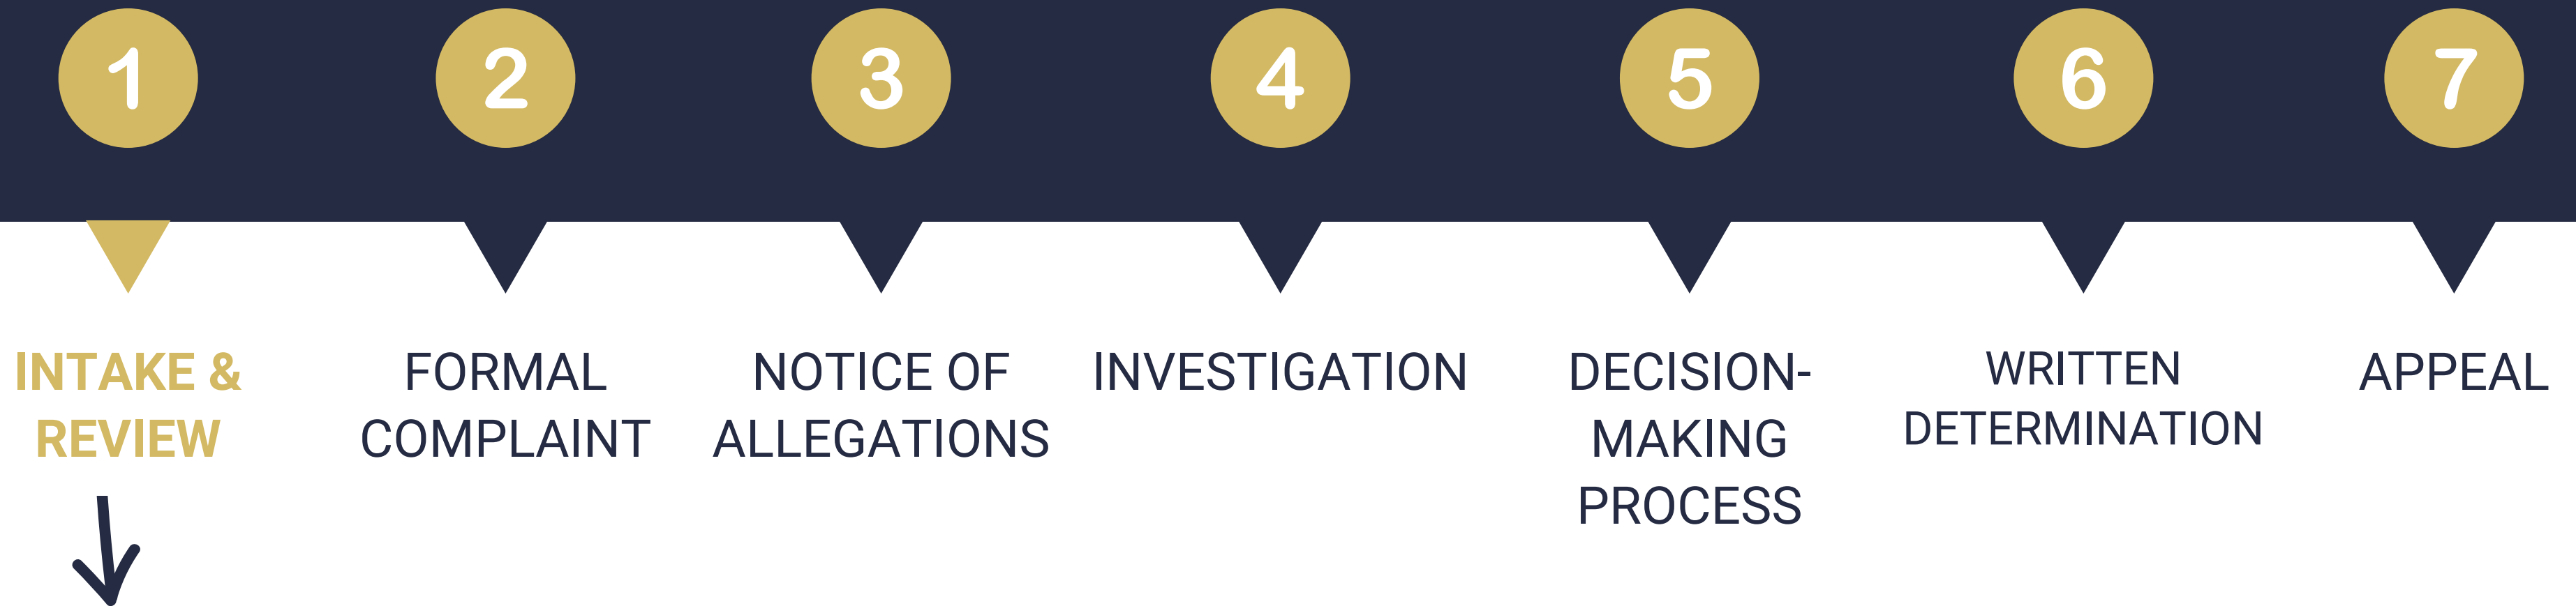 1
2
3
4
5
6
7
INTAKE &
REVIEW
FORMAL
COMPLAINT
NOTICE OF
ALLEGATIONS
INVESTIGATION
DECISION-
MAKING
PROCESS
WRITTEN
DETERMINATION
APPEAL